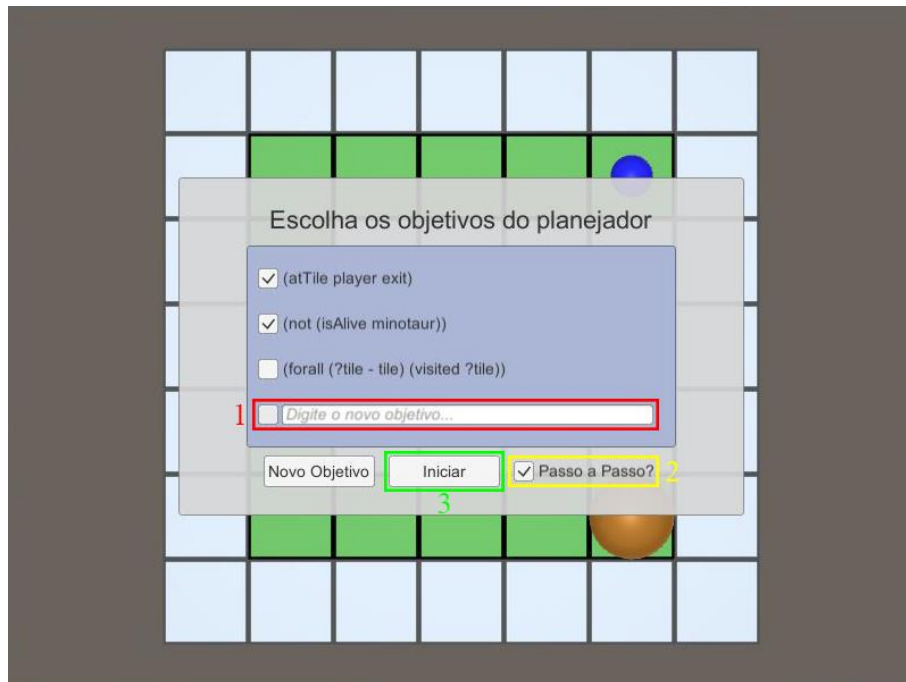 Escolha os objetivos do planejador
(atTile player exit)
(not (isAlive minotaur))
(forall (?tile - tile) (visited ?tile))
1 Digite o novo objetivo...
Novo Objetivo Iniciar Passo a Passo? 2
3